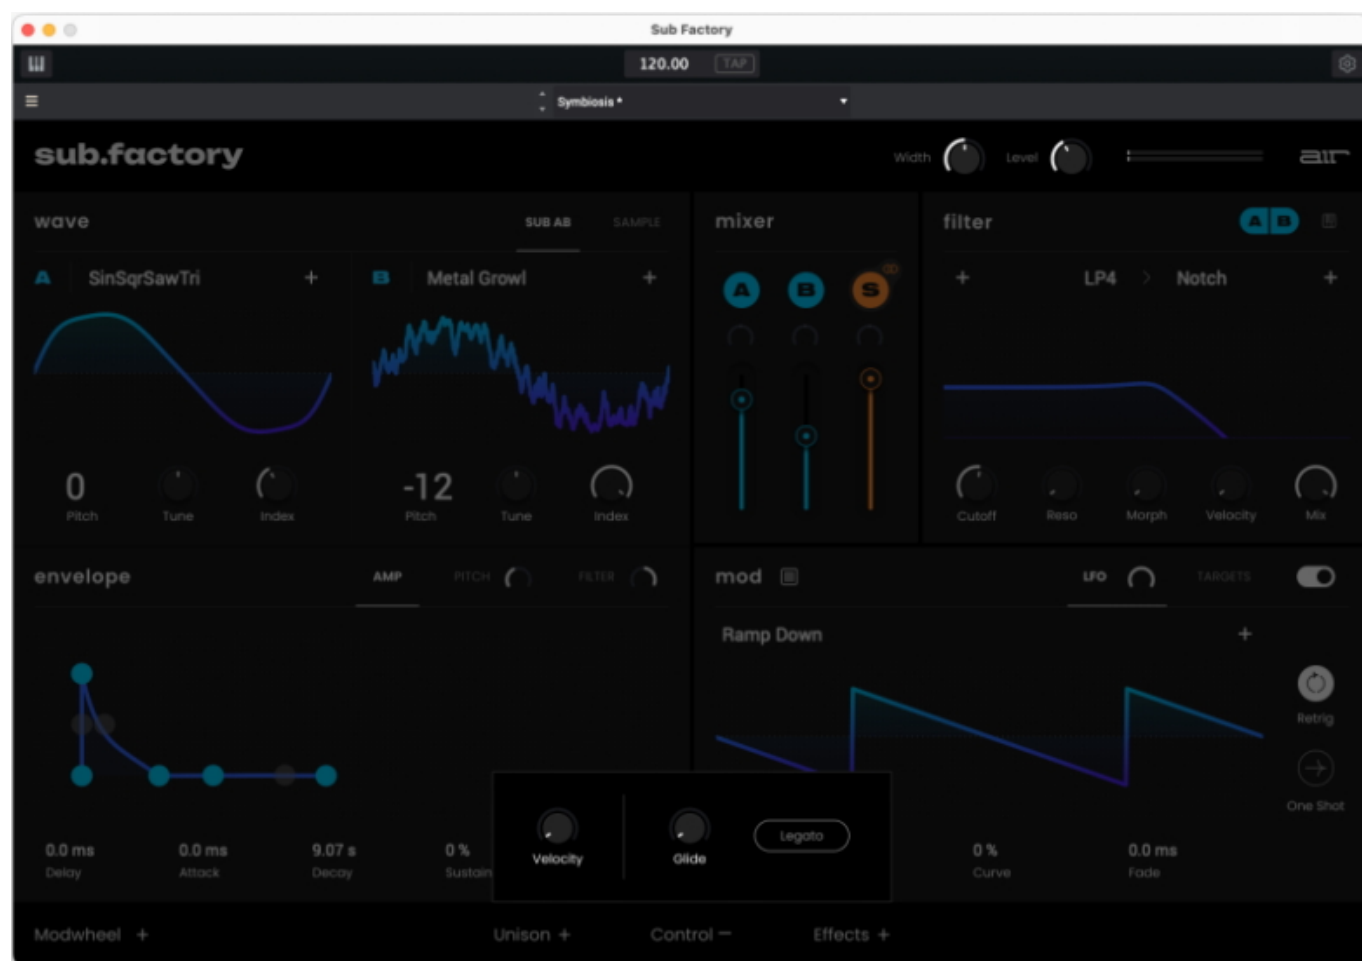 Sub Factory
120.00 TAP
Symbiosis *
sub.factory
Width Level air
wave SUB AB SAMPLE
A SinSqrSawTri + B Metal Growl +
0 Pitch Tune Index
-12 Pitch Tune Index
mixer
A B S
filter A B
+ LP4 > Notch +
Cutoff Reso Morph Velocity Mix
envelope AMP PITCH FILTER
0.0 ms 0.0 ms 9.07 s 0 %
Delay Attack Decay Sustain
mod LFO TARGETS
Ramp Down +
Retrig
One Shot
0 % 0.0 ms
Curve Fade
Velocity Glide Legato
Modwheel + Unison + Control – Effects +